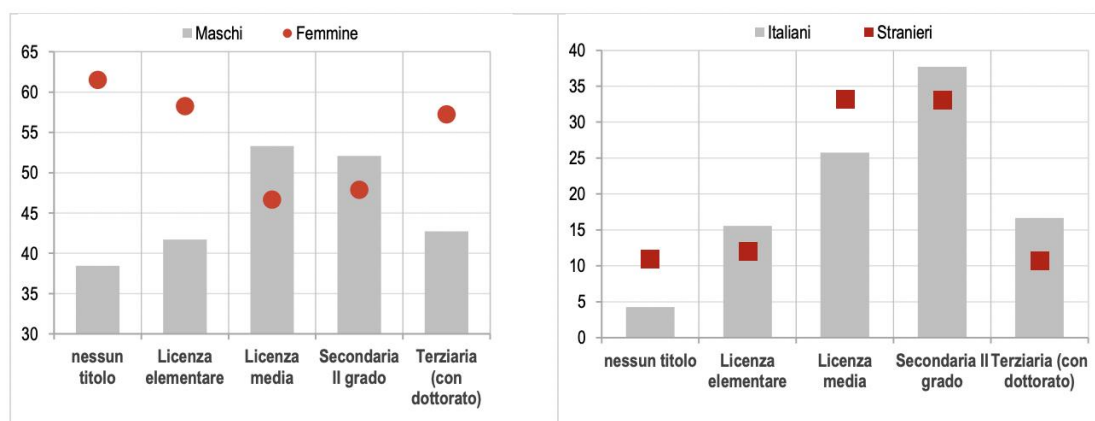 Maschi Femmine
65
60
55
50
45
40
35
30
nessun titolo
Licenza elementare
Licenza media
Secondaria II grado
Terziaria (con dottorato)
Italiani Stranieri
40
35
30
25
20
15
10
5
0
nessun titolo
Licenza elementare
Licenza media
Secondaria II grado
Terziaria (con dottorato)